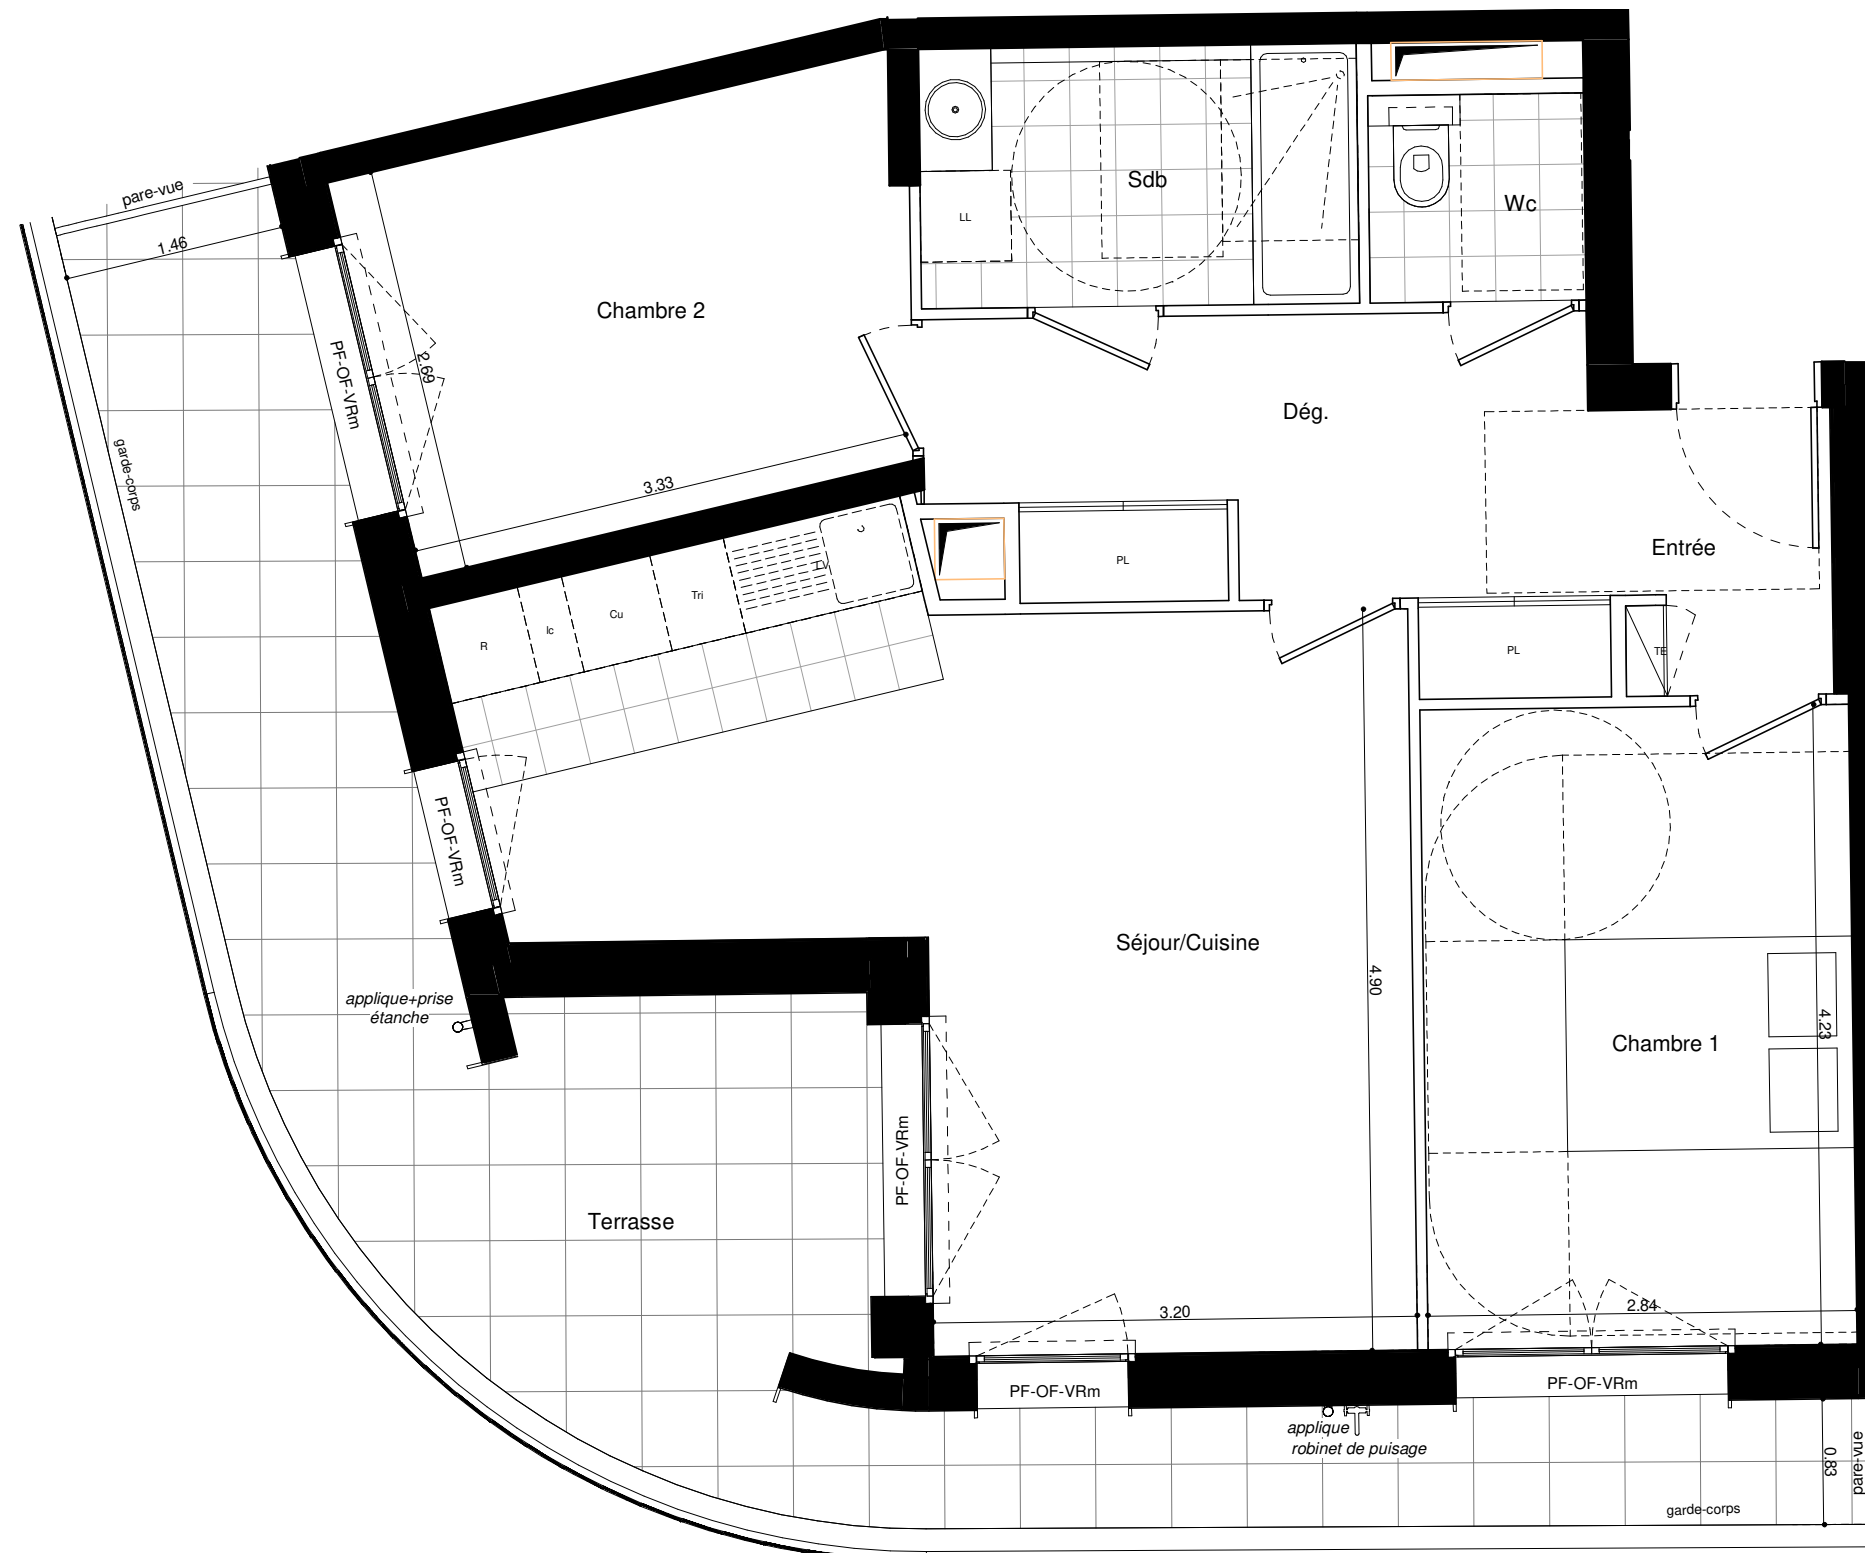 pare-vue
1.46
Sdb
Wc
LL
Chambre 2
PF-OF-VRm
2.69
Dég.
garde-corps
3.33
Entrée
PL
LV
Tri
Cu
Ic
R
PL
TE
PF-OF-VRm
Séjour/Cuisine
4.90
applique+prise
étanche
4.23
Chambre 1
PF-OF-VRm
Terrasse
3.20
2.84
PF-OF-VRm
PF-OF-VRm
applique
robinet de puisage
0.83
pare-vue
garde-corps